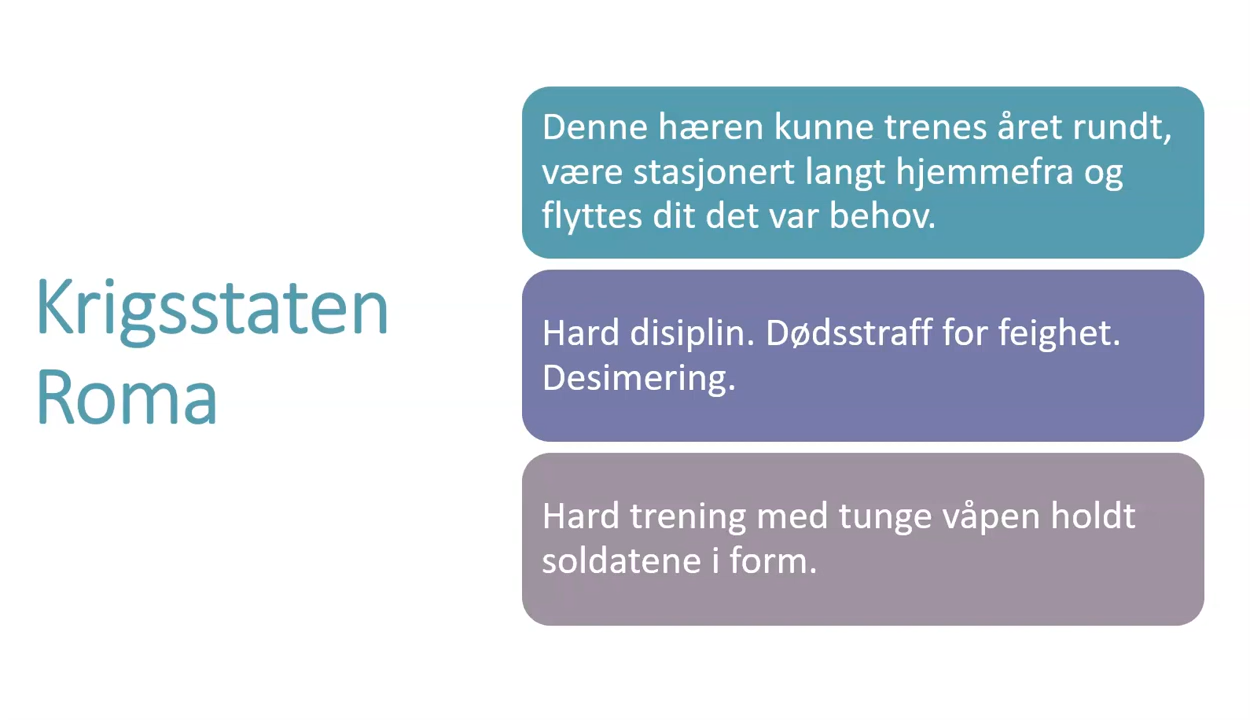 Krigsstaten
Roma
Denne hæren kunne trenes året rundt,
være stasjonert langt hjemmefra og
flyttes dit det var behov.
Hard disiplin. Dødsstraff for feighet.
Desimering.
Hard trening med tunge våpen holdt
soldatene i form.